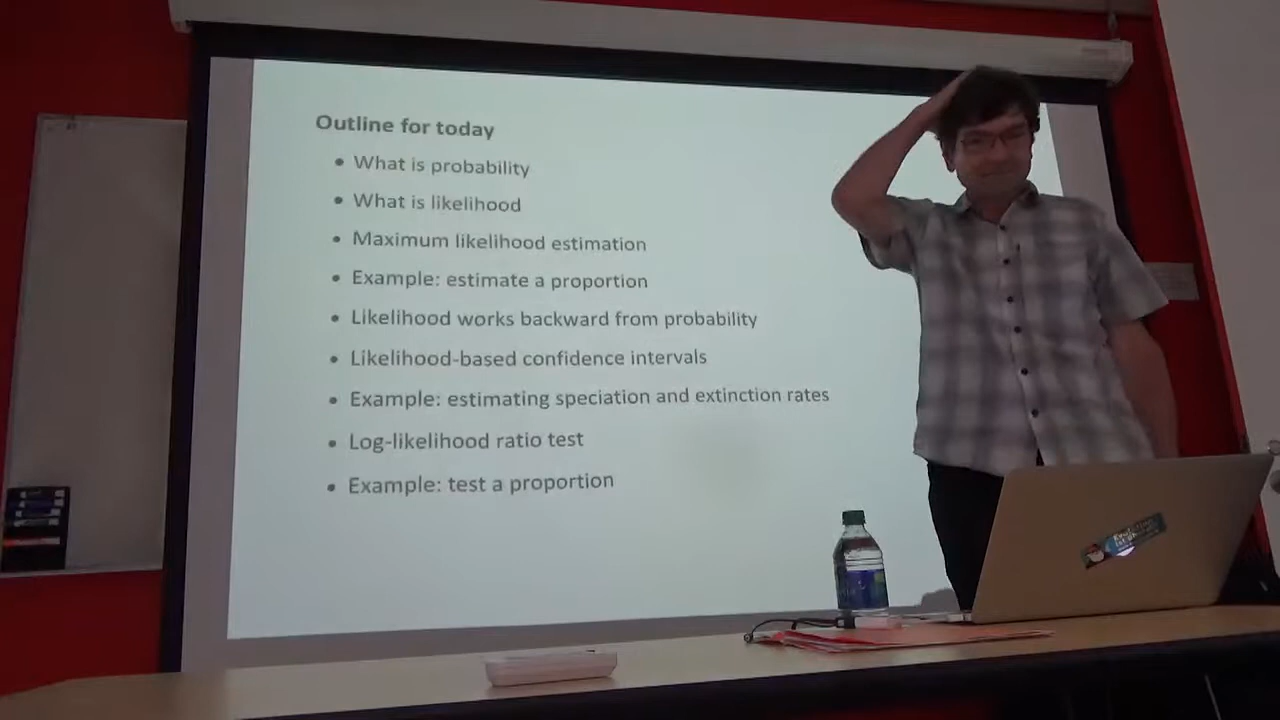 Outline for today
• What is probability
• What is likelihood
• Maximum likelihood estimation
• Example: estimate a proportion
• Likelihood works backward from probability
• Likelihood-based confidence intervals
• Example: estimating speciation and extinction rates
• Log-likelihood ratio test
• Example: test a proportion